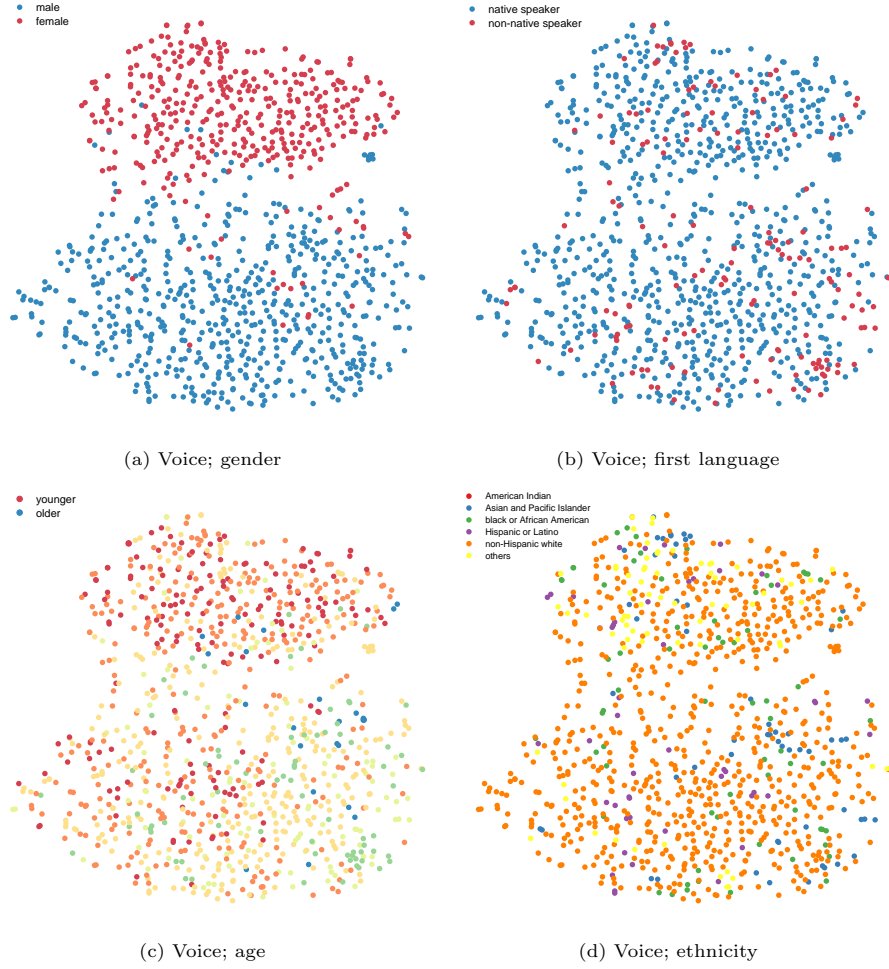 male
female
native speaker
non-native speaker
(a) Voice; gender
(b) Voice; first language
younger
older
American Indian
Asian and Pacific Islander
black or African American
Hispanic or Latino
non-Hispanic white
others
(c) Voice; age
(d) Voice; ethnicity